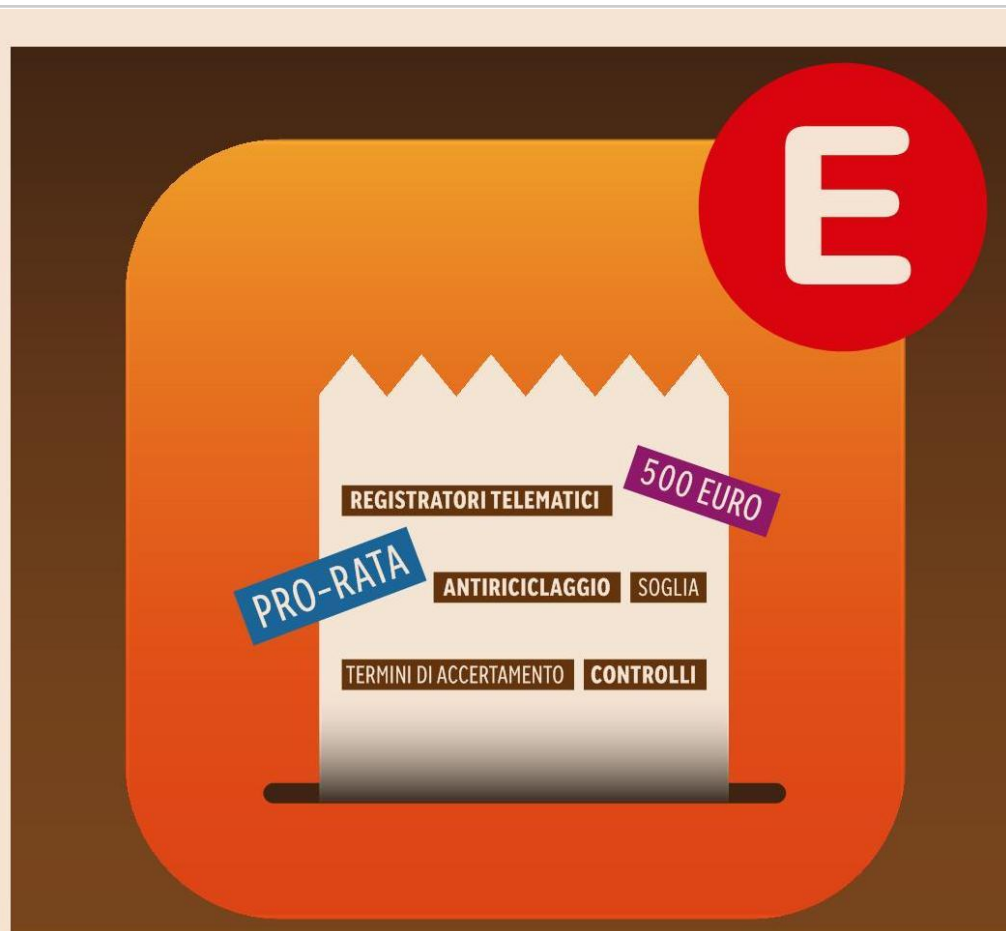 E
500 EURO
REGISTRATORI TELEMATICI
PRO-RATA
ANTIRICICLAGGIO SOGLIA
TERMINI DI ACCERTAMENTO CONTROLLI